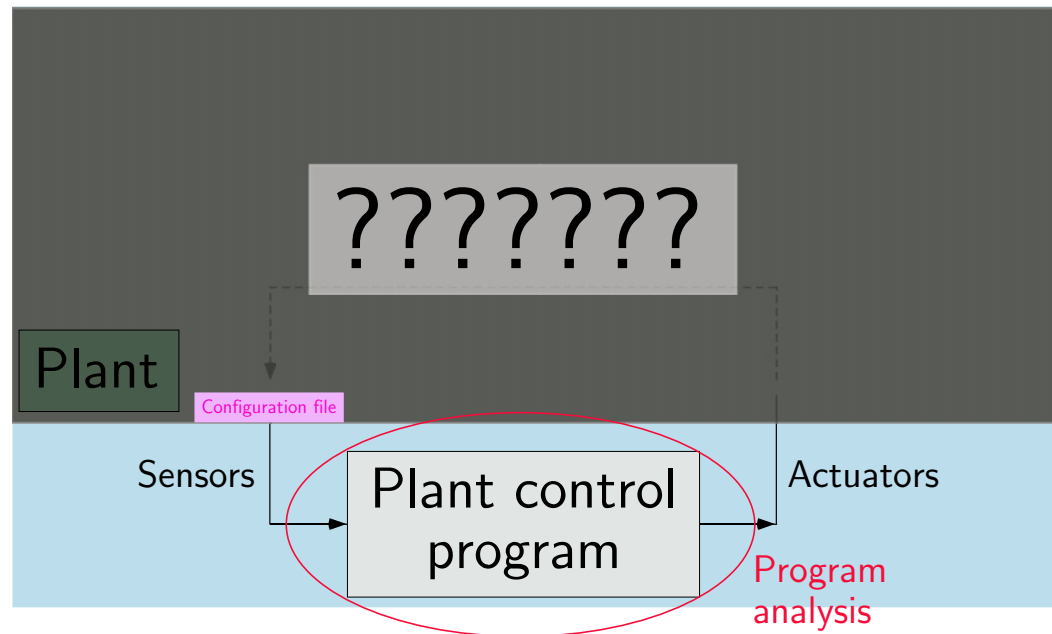 ???????
Plant
Configuration file
Sensors
Plant control
program
Actuators
Program
analysis